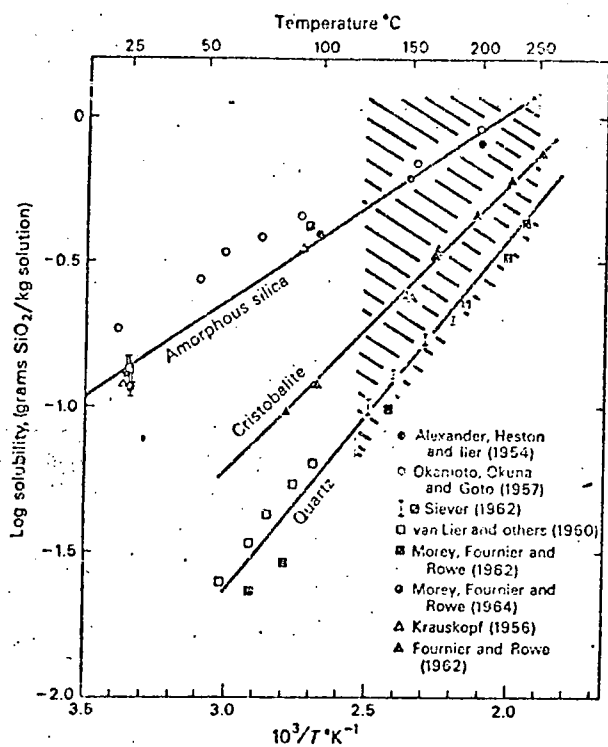 Temperature °C
25 50 100 150 200 250
Log solubility, (grams SiO₂/kg solution)
0
-0.5
-1.0
-1.5
-2.0
Amorphous silica
Cristobalite
Quartz
Alexander, Heston
and Iler (1954)
Okamoto, Okuna
and Goto (1957)
Siever (1962)
van Lier and others (1960)
Morey, Fournier and
Rowe (1962)
Morey, Fournier and
Rowe (1964)
Krauskopf (1956)
Fournier and Rowe
(1962)
3.5 3.0 2.5 2.0
10³/T °K⁻¹